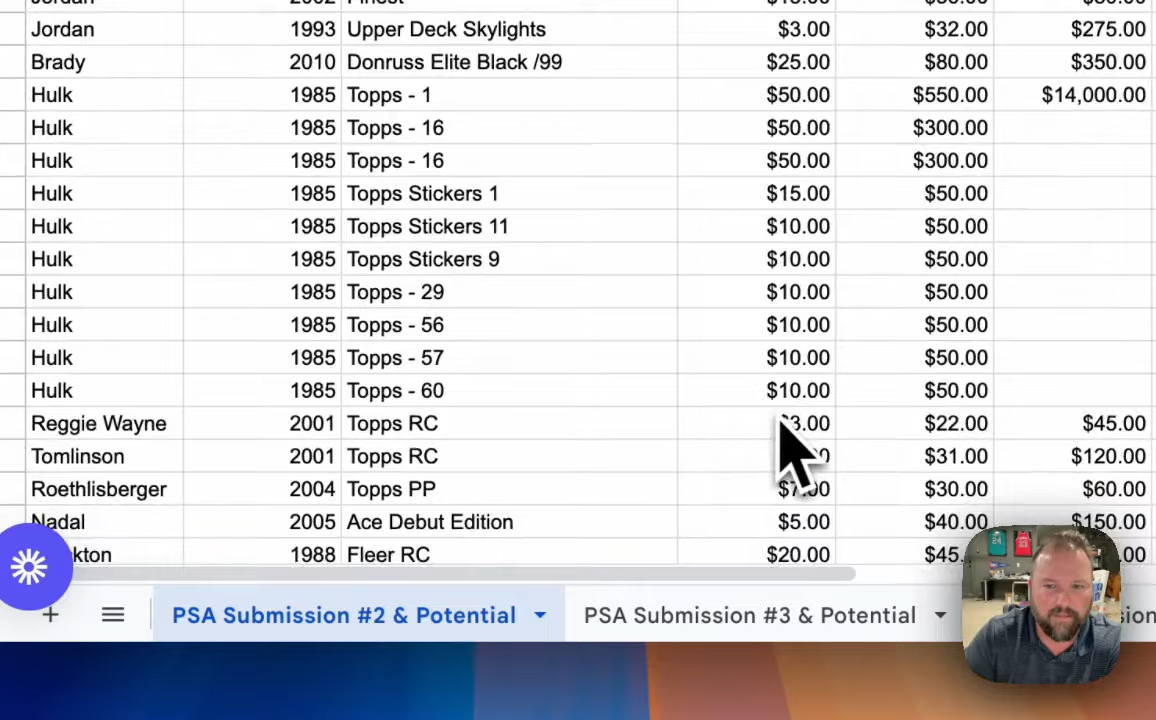 Jordan 1993 Upper Deck Skylights $3.00 $32.00 $275.00
Brady 2010 Donruss Elite Black /99 $25.00 $80.00 $350.00
Hulk 1985 Topps - 1 $50.00 $550.00 $14,000.00
Hulk 1985 Topps - 16 $50.00 $300.00
Hulk 1985 Topps - 16 $50.00 $300.00
Hulk 1985 Topps Stickers 1 $15.00 $50.00
Hulk 1985 Topps Stickers 11 $10.00 $50.00
Hulk 1985 Topps Stickers 9 $10.00 $50.00
Hulk 1985 Topps - 29 $10.00 $50.00
Hulk 1985 Topps - 56 $10.00 $50.00
Hulk 1985 Topps - 57 $10.00 $50.00
Hulk 1985 Topps - 60 $10.00 $50.00
Reggie Wayne 2001 Topps RC $3.00 $22.00 $45.00
Tomlinson 2001 Topps RC $31.00 $120.00
Roethlisberger 2004 Topps PP $7.00 $30.00 $60.00
Nadal 2005 Ace Debut Edition $5.00 $40.00 $150.00
1988 Fleer RC $20.00
PSA Submission #2 & Potential PSA Submission #3 & Potential